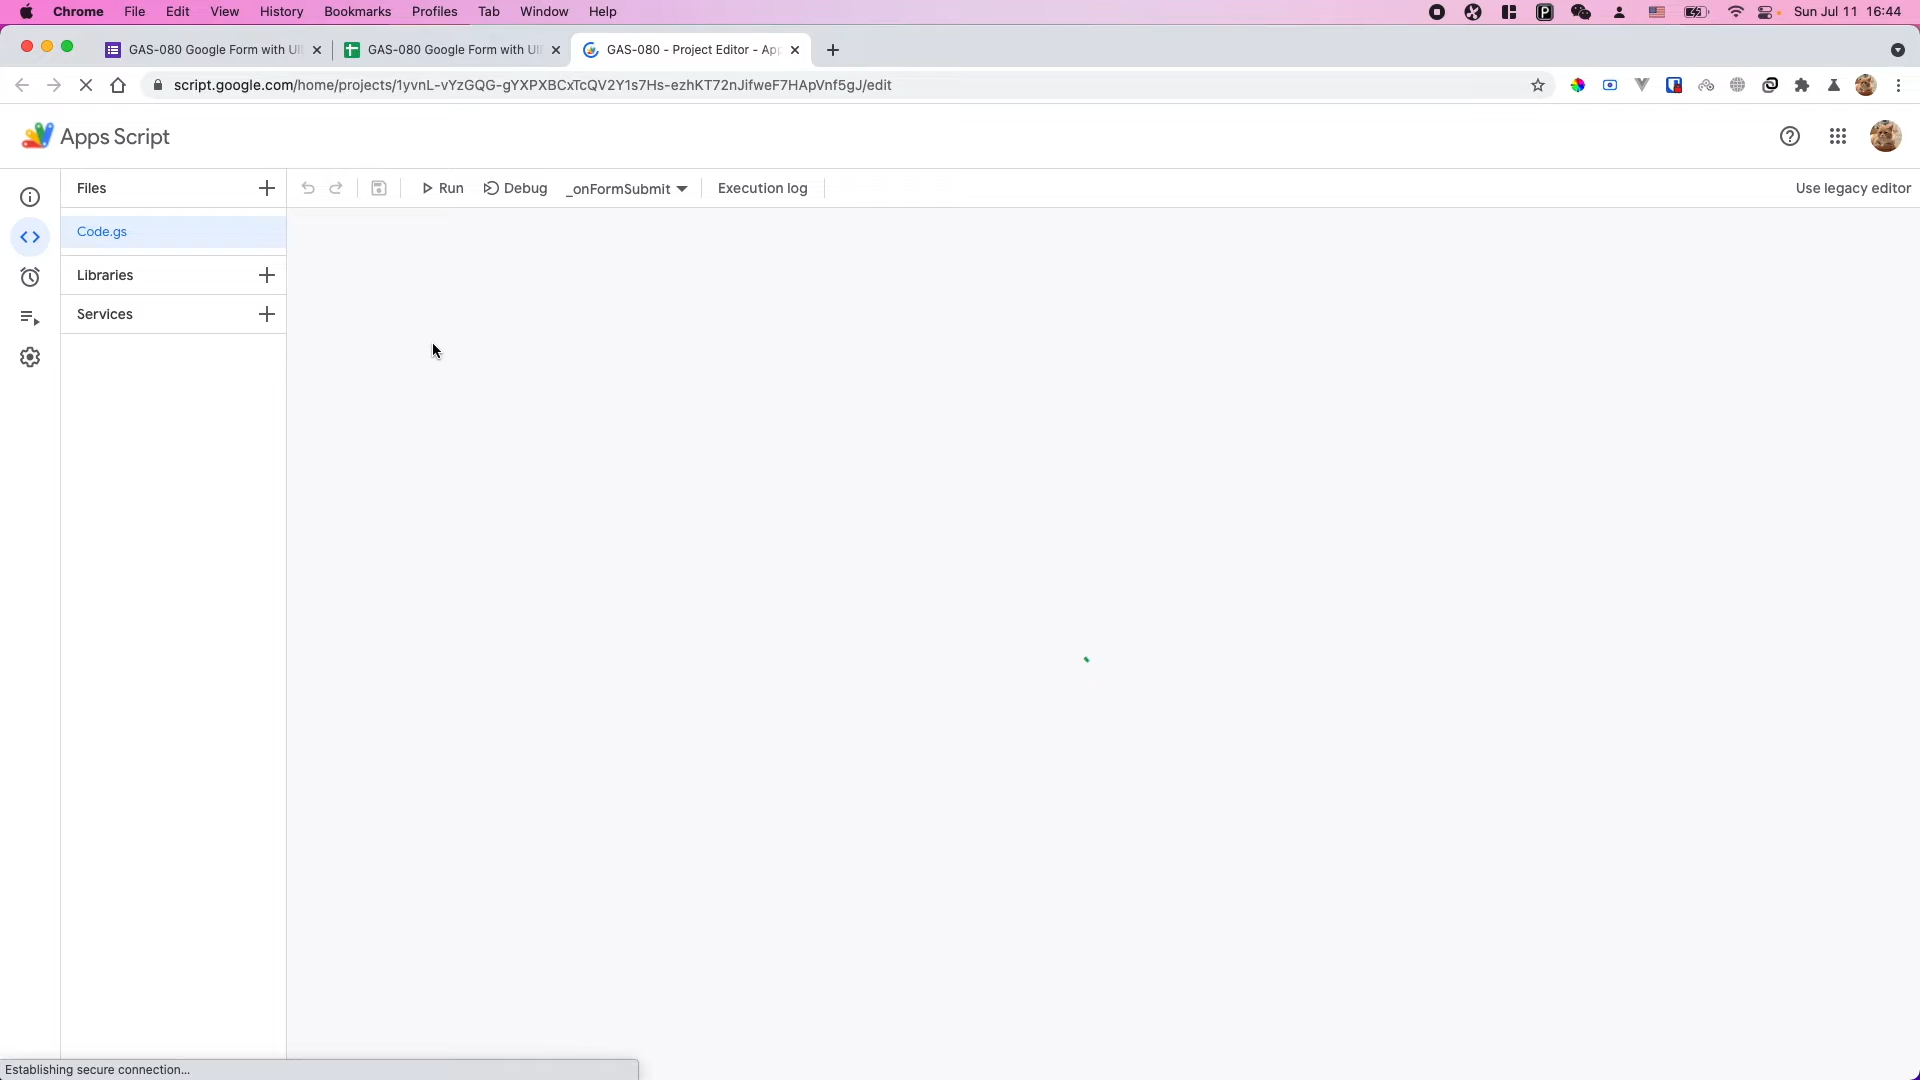 Chrome File Edit View History Bookmarks Profiles Tab Window Help Sun Jul 11 16:44
GAS-080 Google Form with UI GAS-080 Google Form with UI GAS-080 - Project Editor - App
script.google.com/home/projects/1yvnL-vYzGQG-gYXPXBCxTcQV2Y1s7Hs-ezhKT72nJifweF7HApVnf5gJ/edit
Apps Script
Files Run Debug _onFormSubmit Execution log Use legacy editor
Code.gs
Libraries
Services
Establishing secure connection...